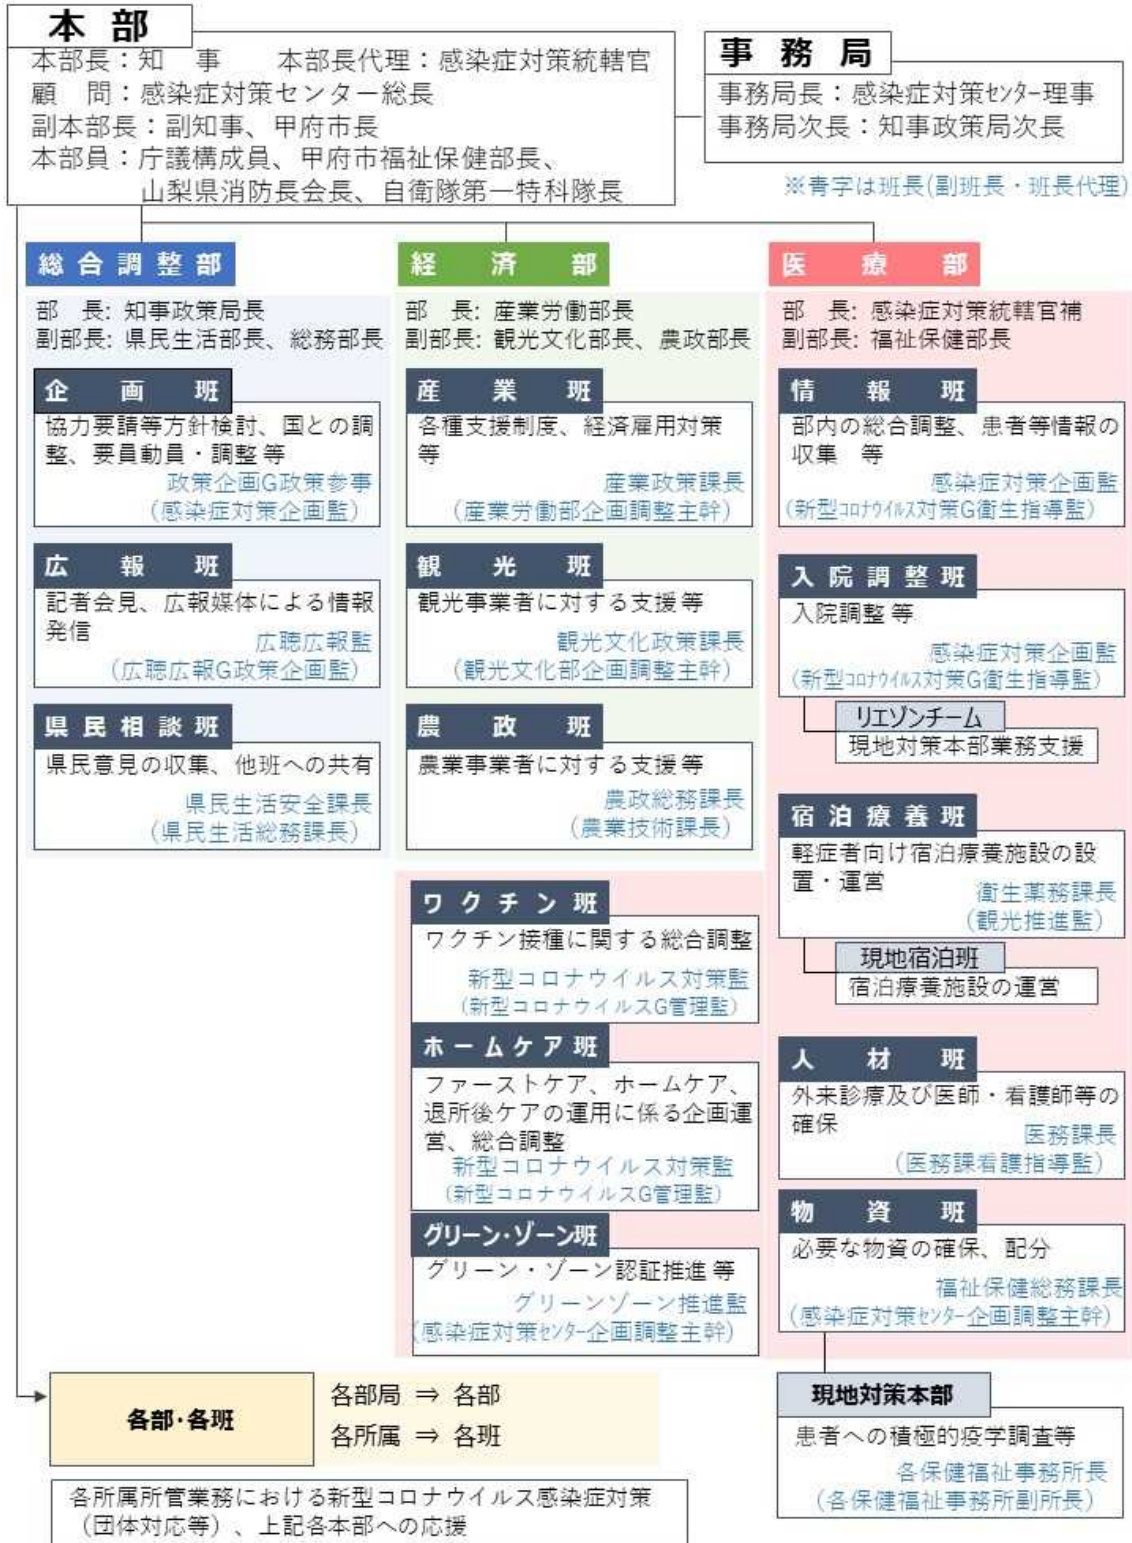 本部
本部長：知　事　　本部長代理：感染症対策統轄官
顧　問：感染症対策センター総長
副本部長：副知事、甲府市長
本部員：庁議構成員、甲府市福祉保健部長、
山梨県消防長会長、自衛隊第一特科隊長
事務局
事務局長：感染症対策ｾﾝﾀｰ理事
事務局次長：知事政策局次長
※青字は班長(副班長・班長代理)
総合調整部
部　長: 知事政策局長
副部長: 県民生活部長、総務部長
企画班
協力要請等方針検討、国との調
整、要員動員・調整 等
政策企画G政策参事
(感染症対策企画監)
広報班
記者会見、広報媒体による情報
発信
広聴広報監
(広聴広報G政策企画監)
県民相談班
県民意見の収集、他班への共有
県民生活安全課長
(県民生活総務課長)
経済部
部　長: 産業労働部長
副部長: 観光文化部長、農政部長
産業班
各種支援制度、経済雇用対策
等
産業政策課長
(産業労働部企画調整主幹)
観光班
観光事業者に対する支援 等
観光文化政策課長
(観光文化部企画調整主幹)
農政班
農業事業者に対する支援 等
農政総務課長
(農業技術課長)
ワクチン班
ワクチン接種に関する総合調整
新型コロナウイルス対策監
(新型コロナウイルスG管理監)
ホームケア班
ファーストケア、ホームケア、
退所後ケアの運用に係る企画運
営、総合調整
新型コロナウイルス対策監
(新型コロナウイルスG管理監)
グリーン･ゾーン班
グリーン・ゾーン認証推進 等
グリーンゾーン推進監
(感染症対策ｾﾝﾀｰ企画調整主幹)
医療部
部　長: 感染症対策統轄官補
副部長: 福祉保健部長
情報班
部内の総合調整、患者等情報の
収集　等
感染症対策企画監
(新型ｺﾛﾅｳｲﾙｽ対策G衛生指導監)
入院調整班
入院調整 等
感染症対策企画監
(新型ｺﾛﾅｳｲﾙｽ対策G衛生指導監)
リエゾンチーム
現地対策本部業務支援
宿泊療養班
軽症者向け宿泊療養施設の設
置・運営
衛生薬務課長
(観光推進監)
現地宿泊班
宿泊療養施設の運営
人材班
外来診療及び医師・看護師等の
確保
医務課長
(医務課看護指導監)
物資班
必要な物資の確保、配分
福祉保健総務課長
(感染症対策ｾﾝﾀｰ企画調整主幹)
現地対策本部
患者への積極的疫学調査等
各保健福祉事務所長
(各保健福祉事務所副所長)
各部･各班
各部局 ⇒ 各部
各所属 ⇒ 各班
各所属所管業務における新型コロナウイルス感染症対策
（団体対応等）、上記各本部への応援